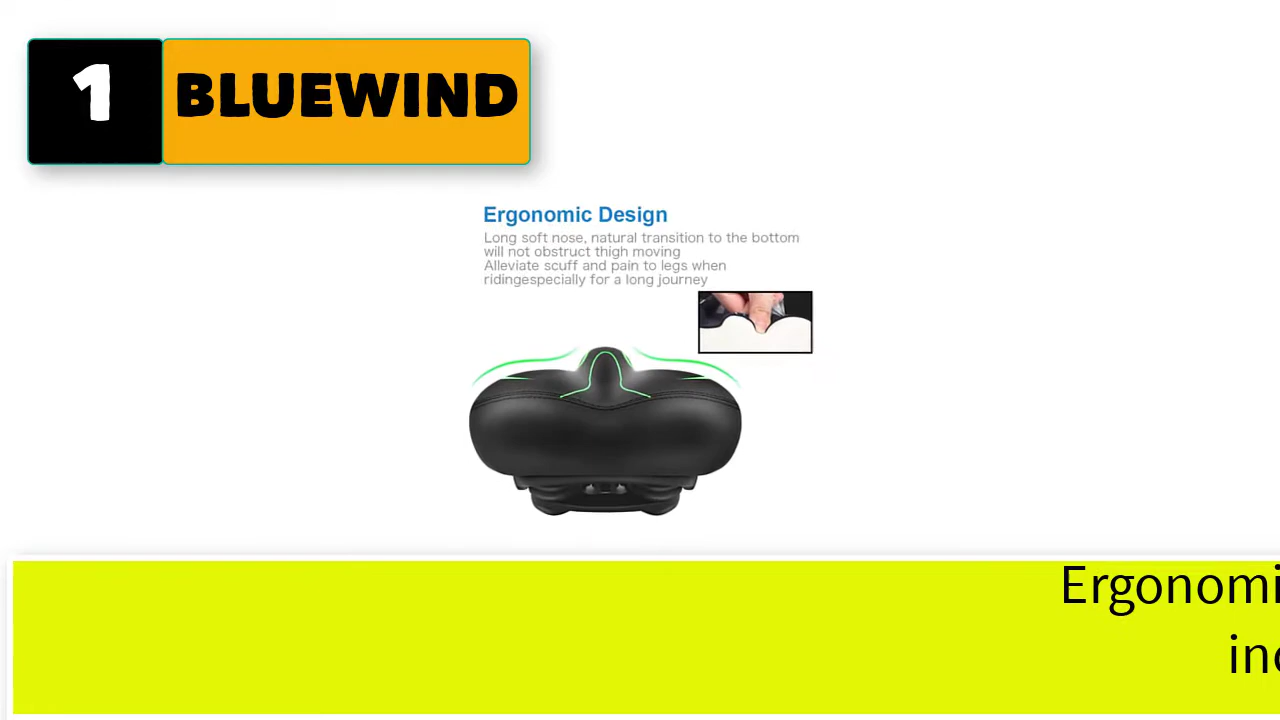 1 BLUEWIND
Ergonomic Design
Long soft nose, natural transition to the bottom
will not obstruct thigh moving
Alleviate scuff and pain to legs when
ridingespecially for a long journey